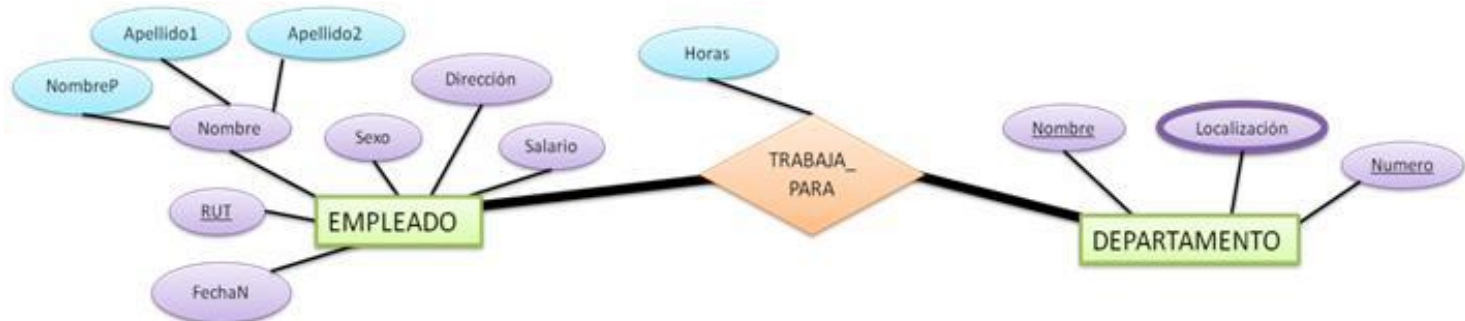 Apellido1
Apellido2
NombreP
Nombre
Sexo
Dirección
Salario
RUT
EMPLEADO
FechaN
Horas
TRABAJA_
PARA
Nombre
Localización
Numero
DEPARTAMENTO